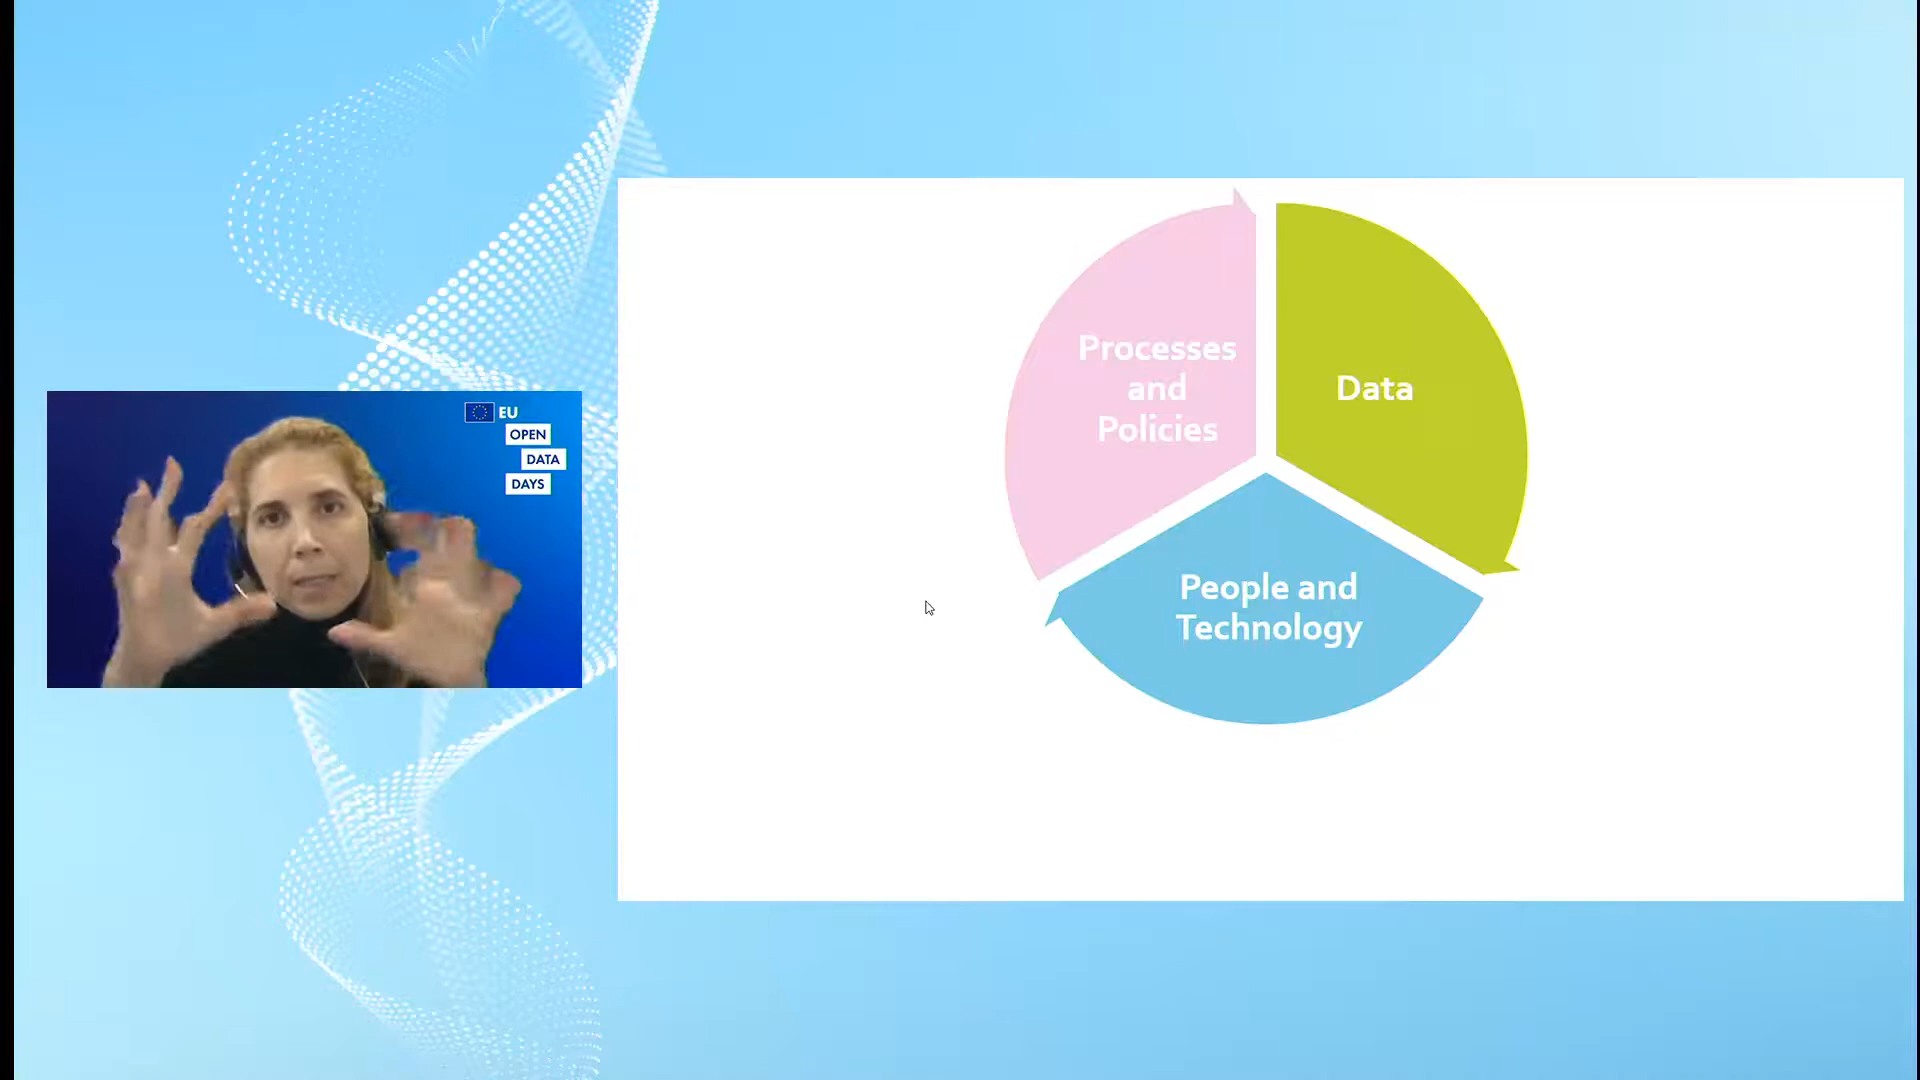 EU
OPEN
DATA
DAYS
Processes
and
Policies
Data
People and
Technology